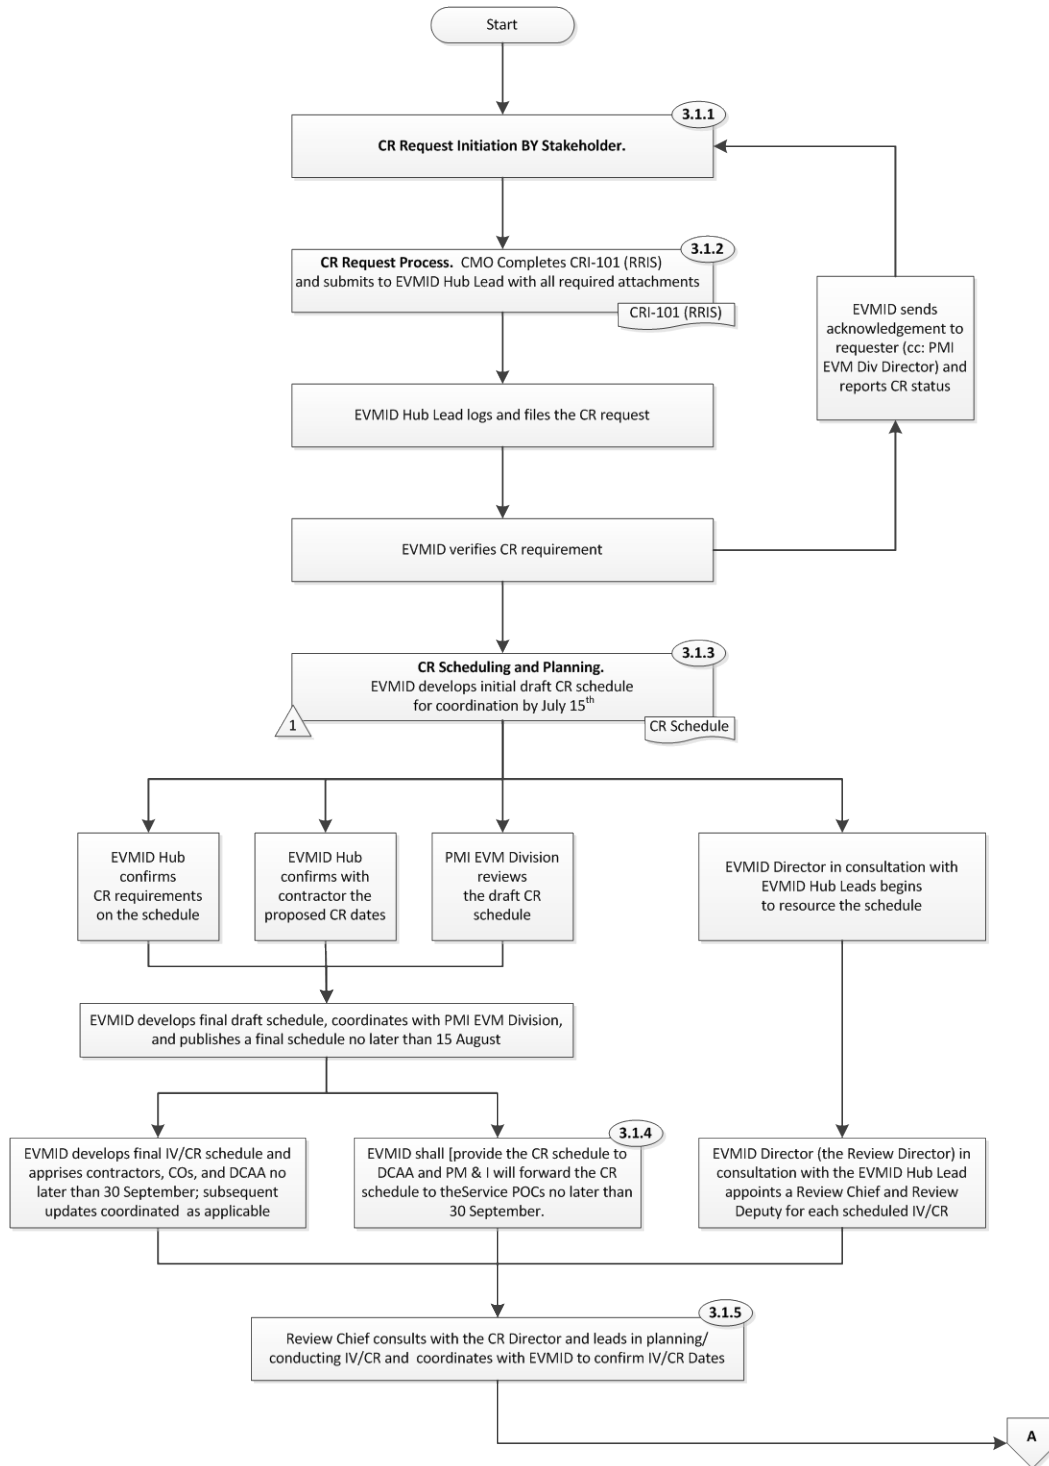 Start
3.1.1
CR Request Initiation BY Stakeholder.
3.1.2
CR Request Process. CMO Completes CRI-101 (RRIS)
and submits to EVMID Hub Lead with all required attachments
CRI-101 (RRIS)
EVMID sends
acknowledgement to
requester (cc: PMI
EVM Div Director) and
reports CR status
EVMID Hub Lead logs and files the CR request
EVMID verifies CR requirement
3.1.3
CR Scheduling and Planning.
EVMID develops initial draft CR schedule
for coordination by July 15th
1
CR Schedule
EVMID Hub
confirms
CR requirements
on the schedule
EVMID Hub
confirms with
contractor the
proposed CR dates
PMI EVM Division
reviews
the draft CR
schedule
EVMID Director in consultation with
EVMID Hub Leads begins
to resource the schedule
EVMID develops final draft schedule, coordinates with PMI EVM Division,
and publishes a final schedule no later than 15 August
EVMID develops final IV/CR schedule and
apprises contractors, COs, and DCAA no
later than 30 September; subsequent
updates coordinated as applicable
3.1.4
EVMID shall [provide the CR schedule to
DCAA and PM & I will forward the CR
schedule to theService POCs no later than
30 September.
EVMID Director (the Review Director) in
consultation with the EVMID Hub Lead
appoints a Review Chief and Review
Deputy for each scheduled IV/CR
3.1.5
Review Chief consults with the CR Director and leads in planning/
conducting IV/CR and coordinates with EVMID to confirm IV/CR Dates
A